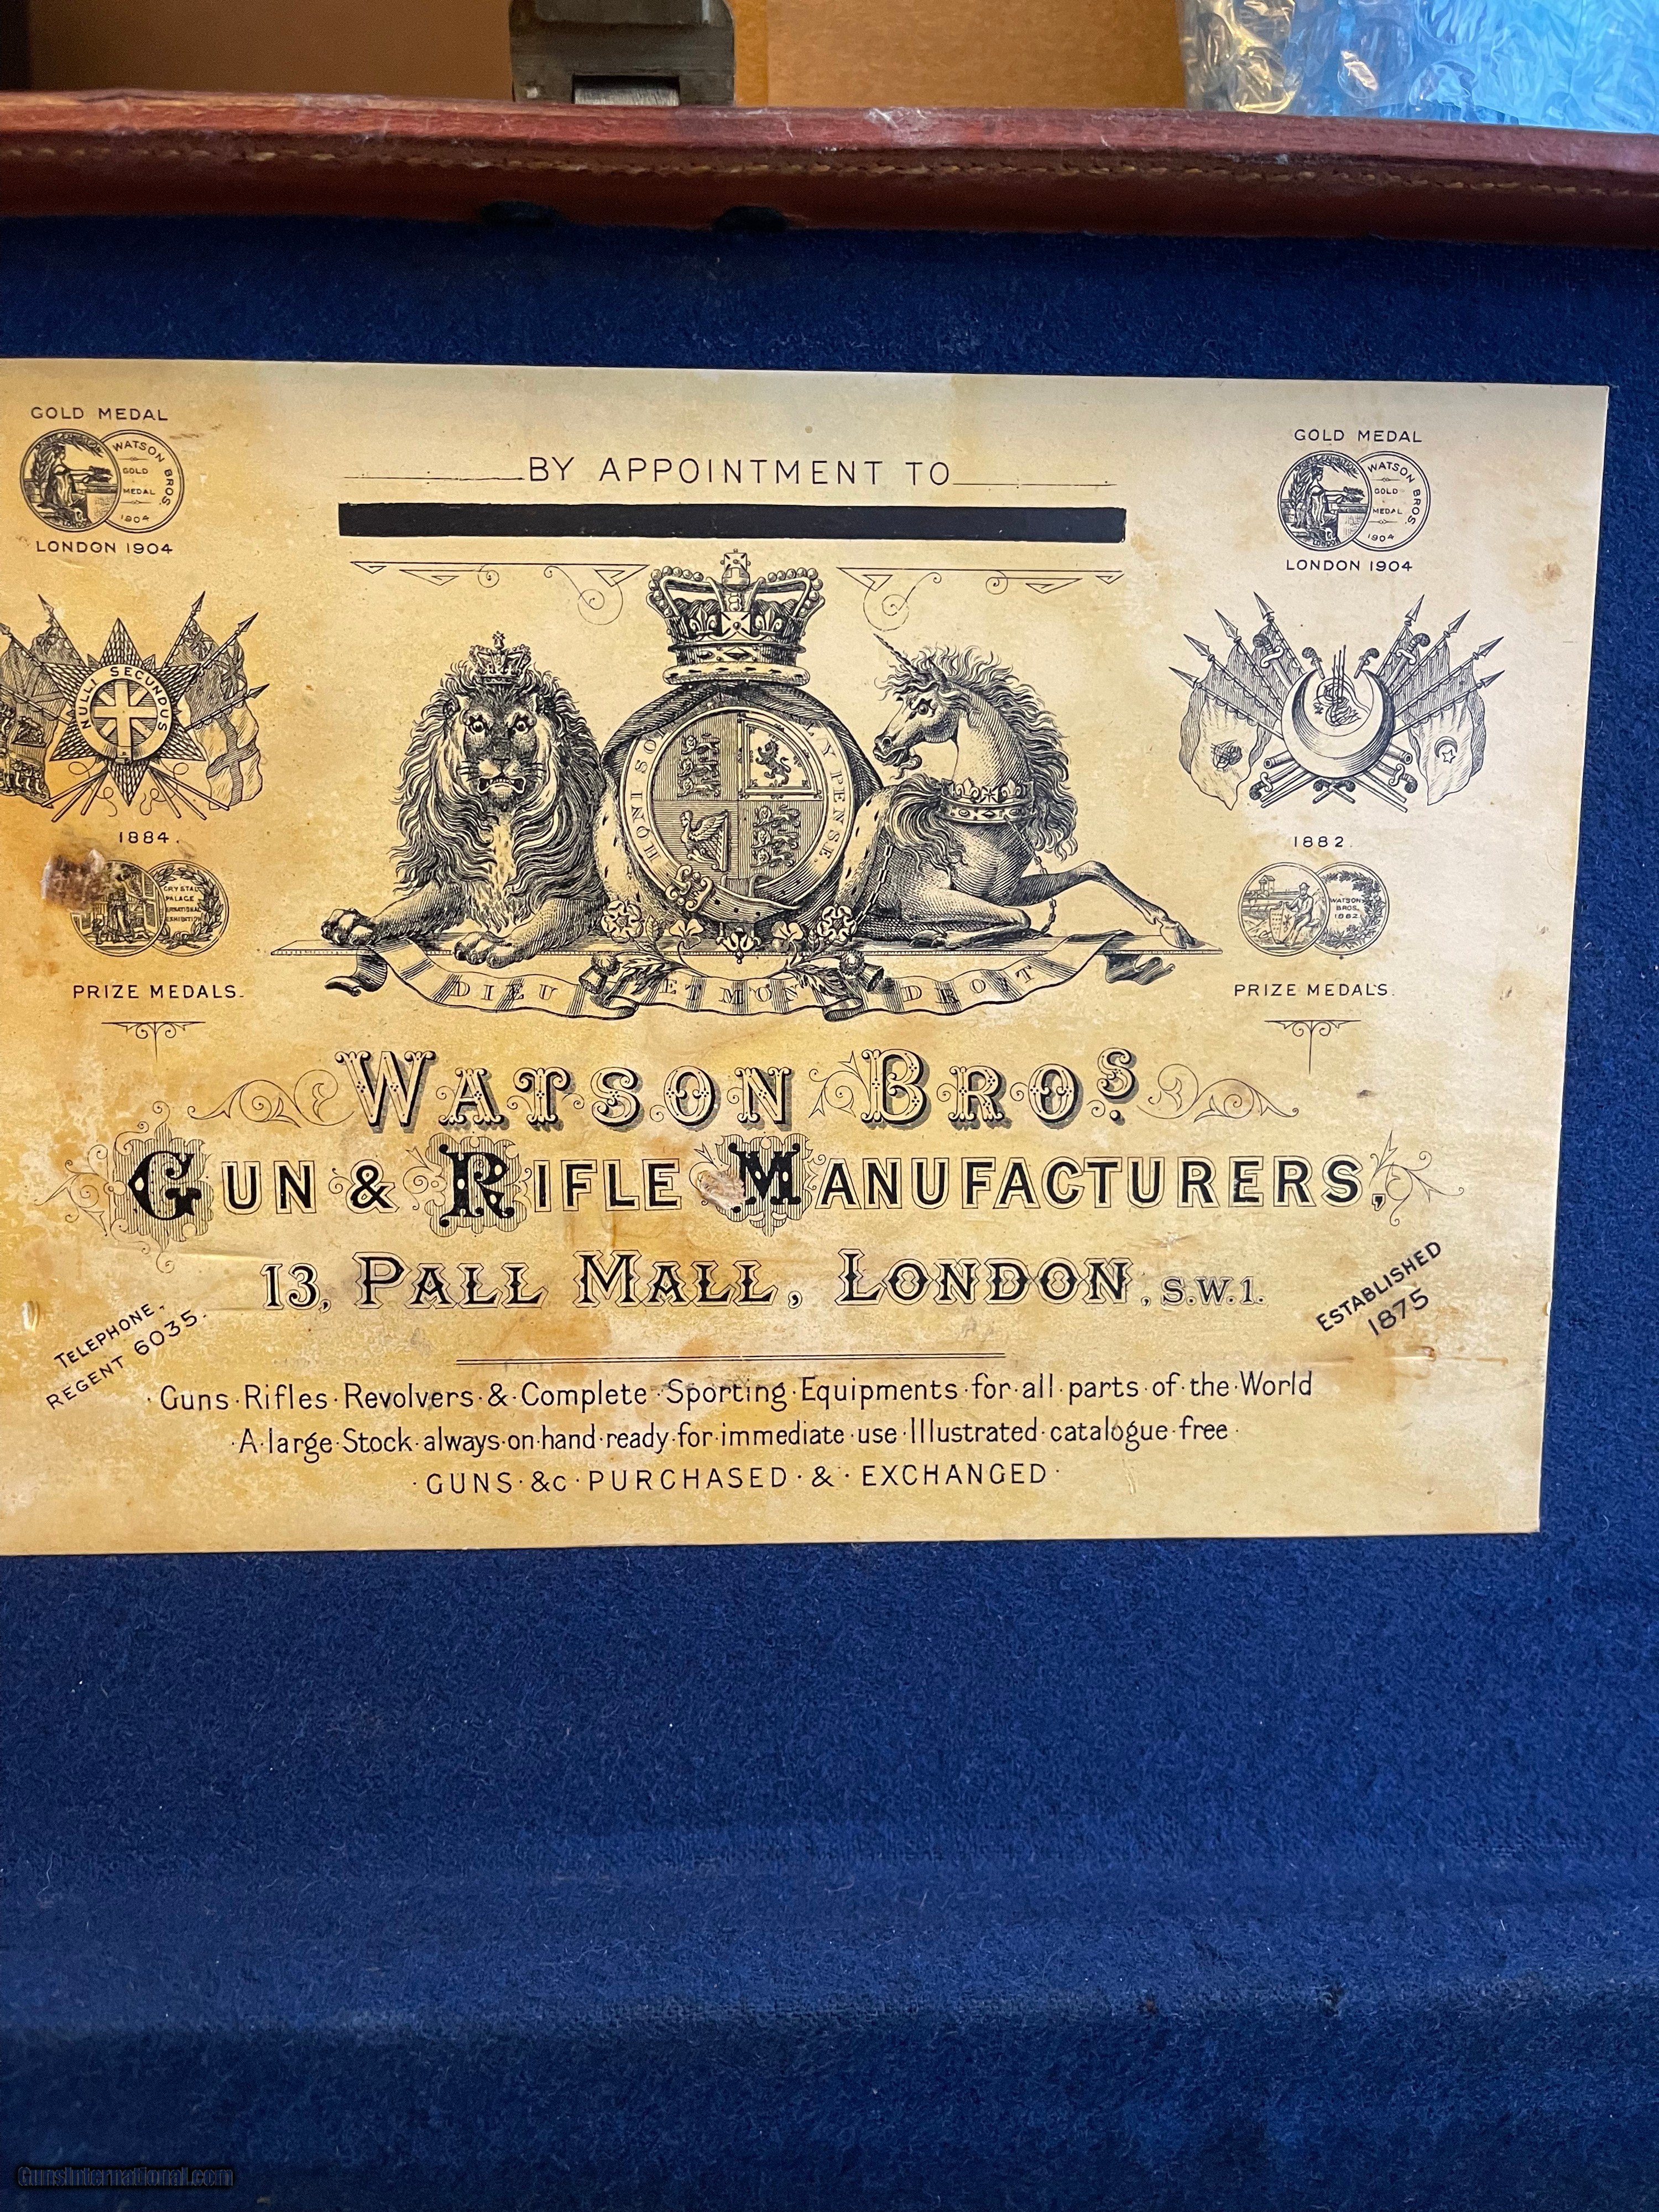 GOLD MEDAL
WATSON BROS.
GOLD
MEDAL
1904
LONDON
LONDON 1904
BY APPOINTMENT TO
GOLD MEDAL
WATSON BROS.
GOLD
MEDAL
1904
LONDON
LONDON 1904
NULLI SECUNDUS
1884.
CRYSTAL
PALACE
EXHIBITION
PRIZE MEDALS.
HONI SO LY PENSE
DIEU ET MON DROIT
1882.
WATSON
BROS.
1882
PRIZE MEDALS.
WATSON BROS.
GUN & RIFLE MANUFACTURERS,
13, PALL MALL, LONDON, S.W.1.
TELEPHONE.
REGENT 6035.
ESTABLISHED
1875
·Guns·Rifles·Revolvers·&·Complete·Sporting·Equipments·for·all·parts·of·the·World
·A·large·Stock·always·on·hand·ready·for·immediate·use·Illustrated·catalogue·free·
·GUNS·&c·PURCHASED·&·EXCHANGED·
GunsInternational.com